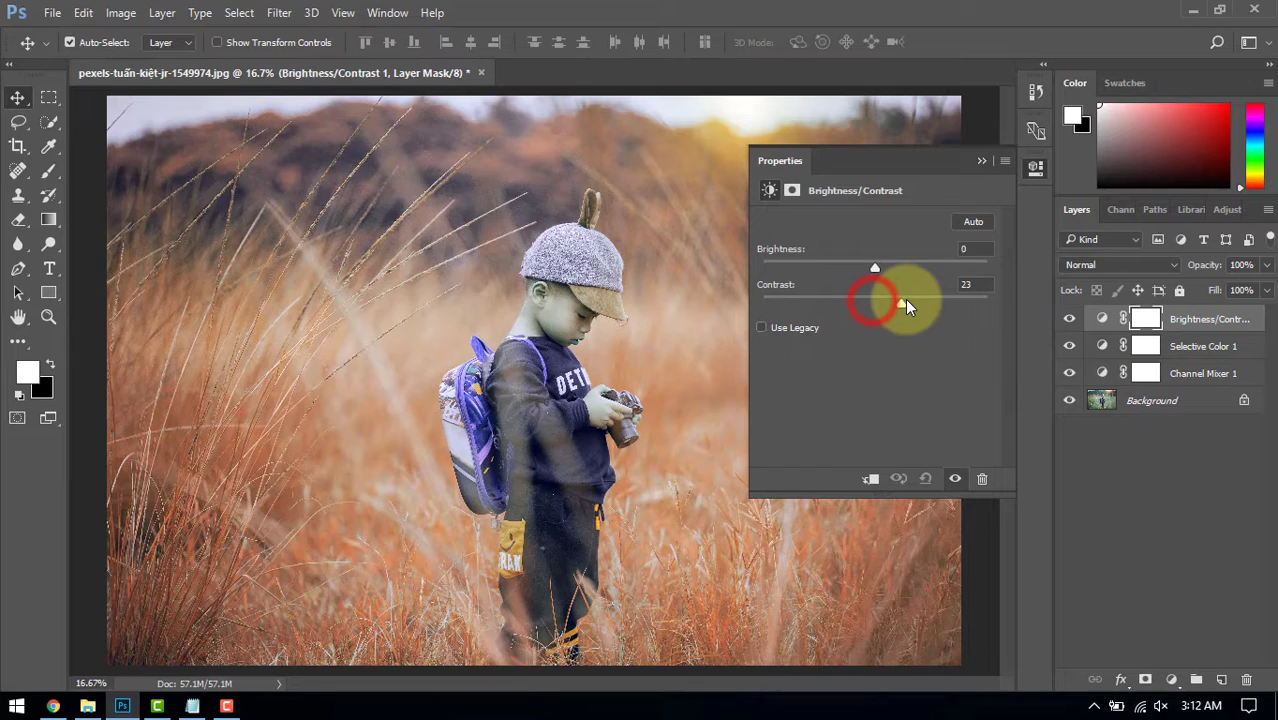 Ps File Edit Image Layer Type Select Filter 3D View Window Help
Auto-Select: Layer Show Transform Controls 3D Mode:
pexels-tuấn-kiệt-jr-1549974.jpg @ 16.7% (Brightness/Contrast 1, Layer Mask/8) * ×
Color Swatches
Properties
Brightness/Contrast
Auto
Brightness: 0
Contrast: 23
Use Legacy
Layers Chann Paths Librari Adjust
Kind
Normal Opacity: 100%
Lock: Fill: 100%
Brightness/Contr...
Selective Color 1
Channel Mixer 1
Background
fx
16.67% Doc: 57.1M/57.1M
Ps 3:12 AM